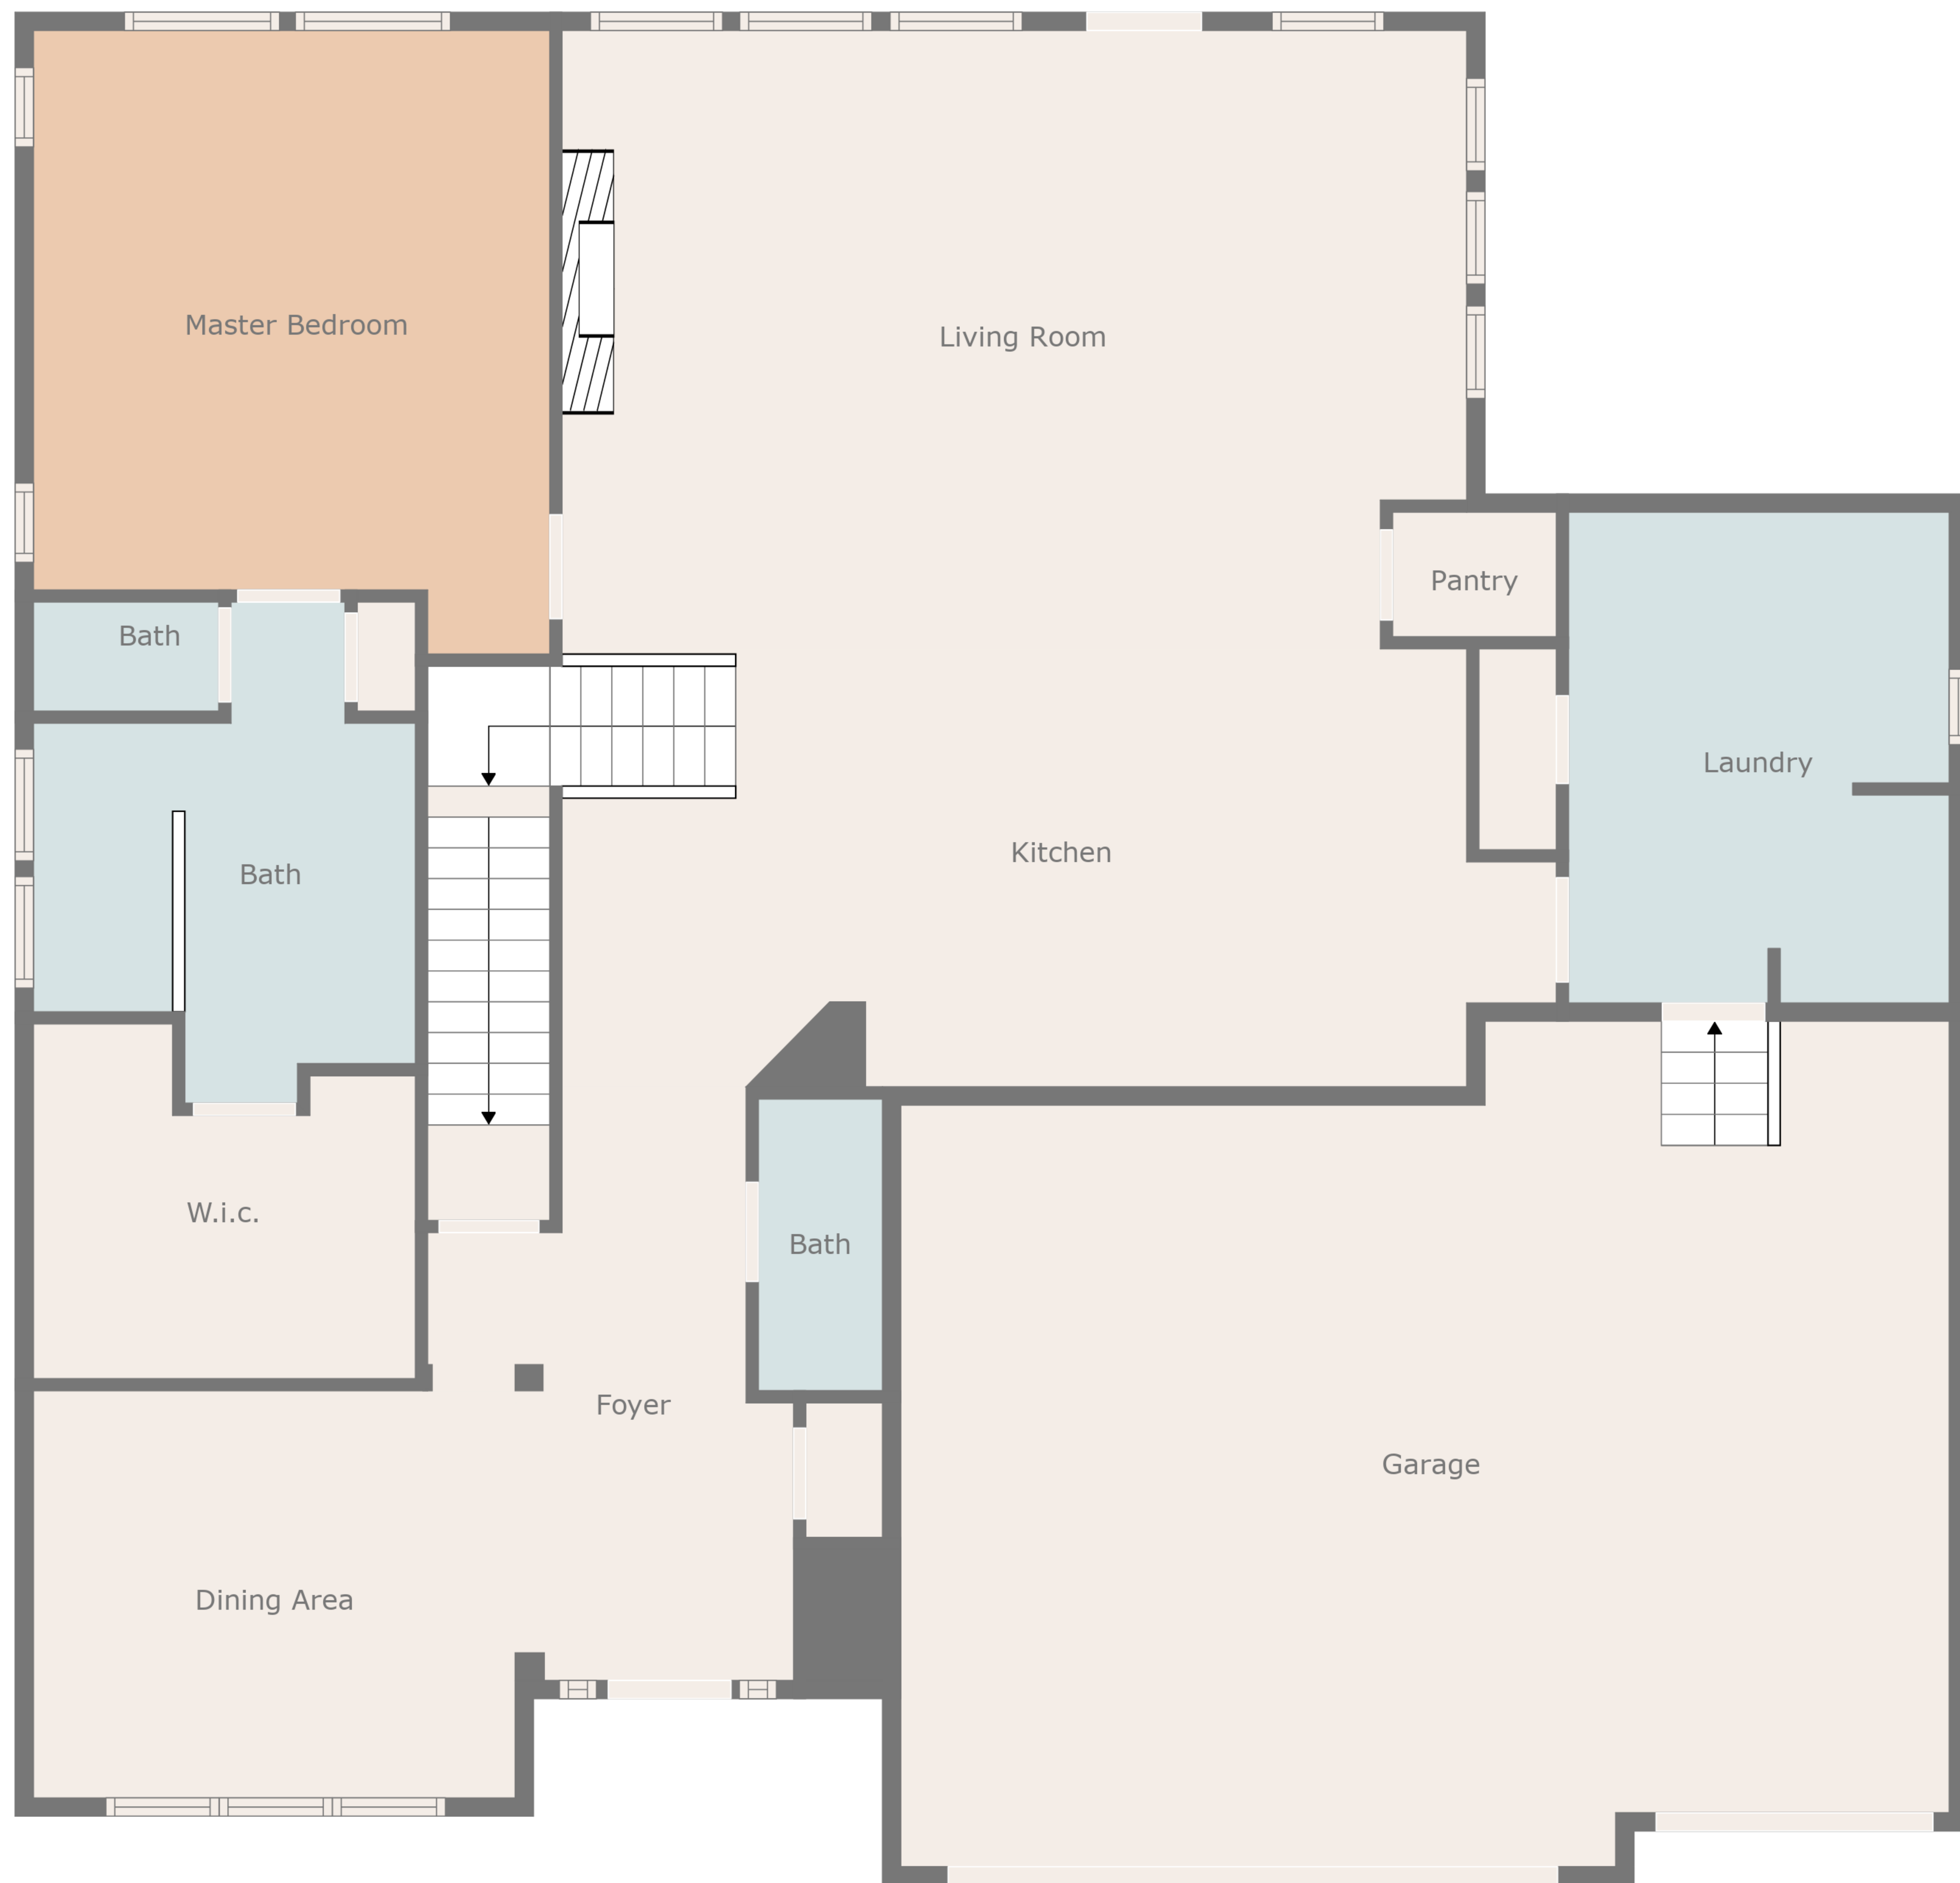 Master Bedroom
Living Room
Pantry
Bath
Laundry
Kitchen
Bath
W.i.c.
Bath
Foyer
Garage
Dining Area